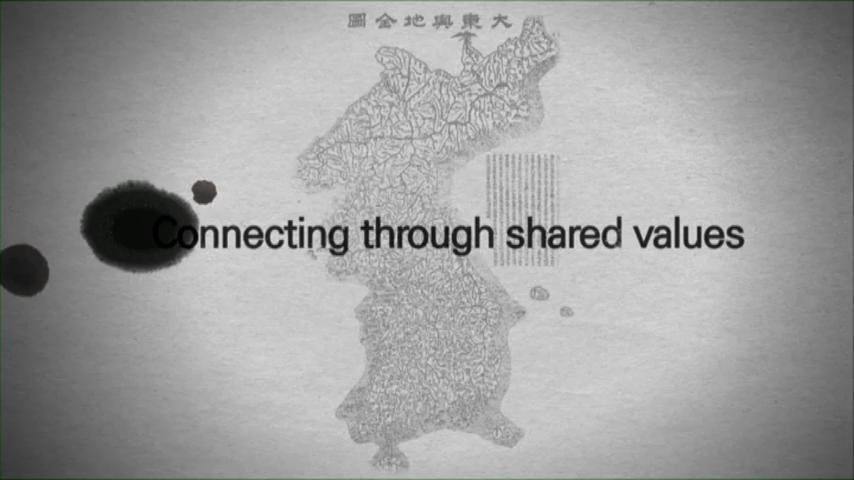 圖全地輿東大
Connecting through shared values